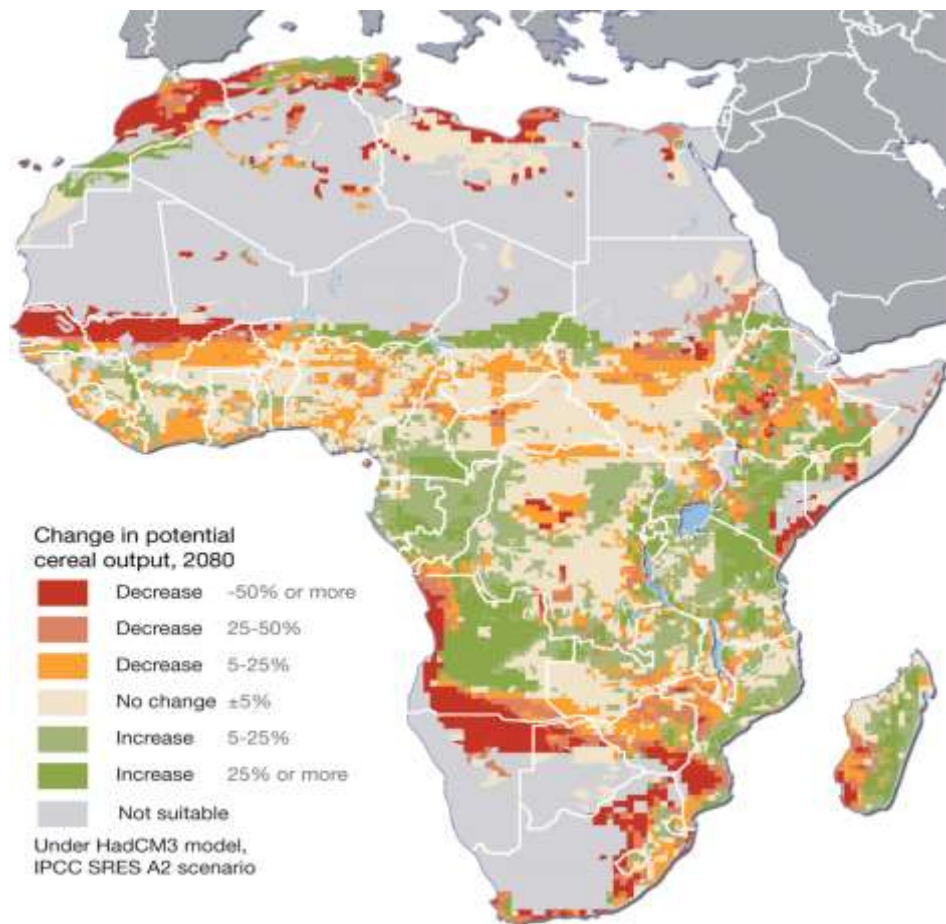 Change in potential
cereal output, 2080
Decrease -50% or more
Decrease 25-50%
Decrease 5-25%
No change ±5%
Increase 5-25%
Increase 25% or more
Not suitable
Under HadCM3 model,
IPCC SRES A2 scenario